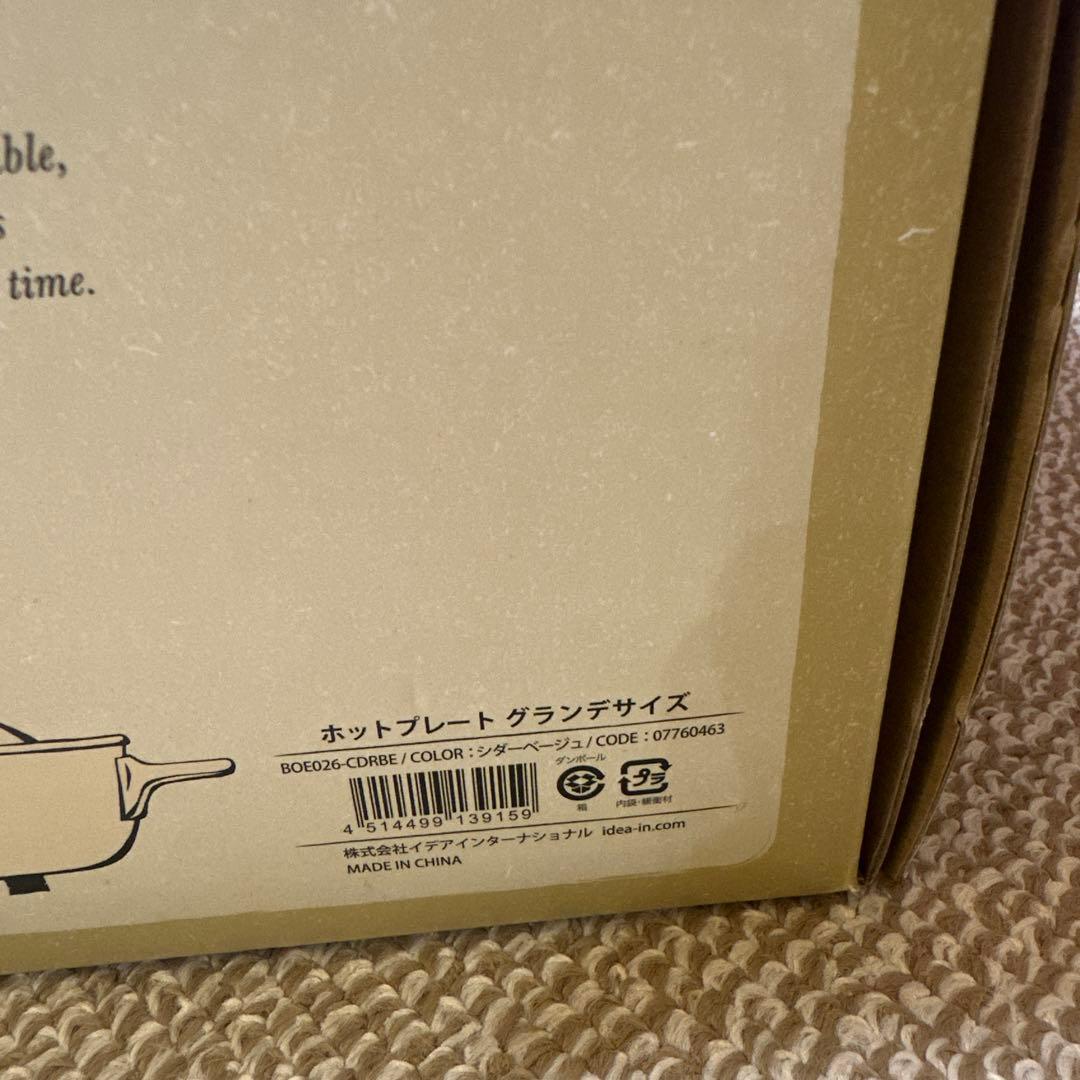 time.
ホットプレート グランデサイズ
BOE026-CDRBE / COLOR : シダーベージュ / CODE : 07760463
ダンボール
プラ
箱
内袋・緩衝材
4 514499 139159
株式会社イデアインターナショナル idea-in.com
MADE IN CHINA